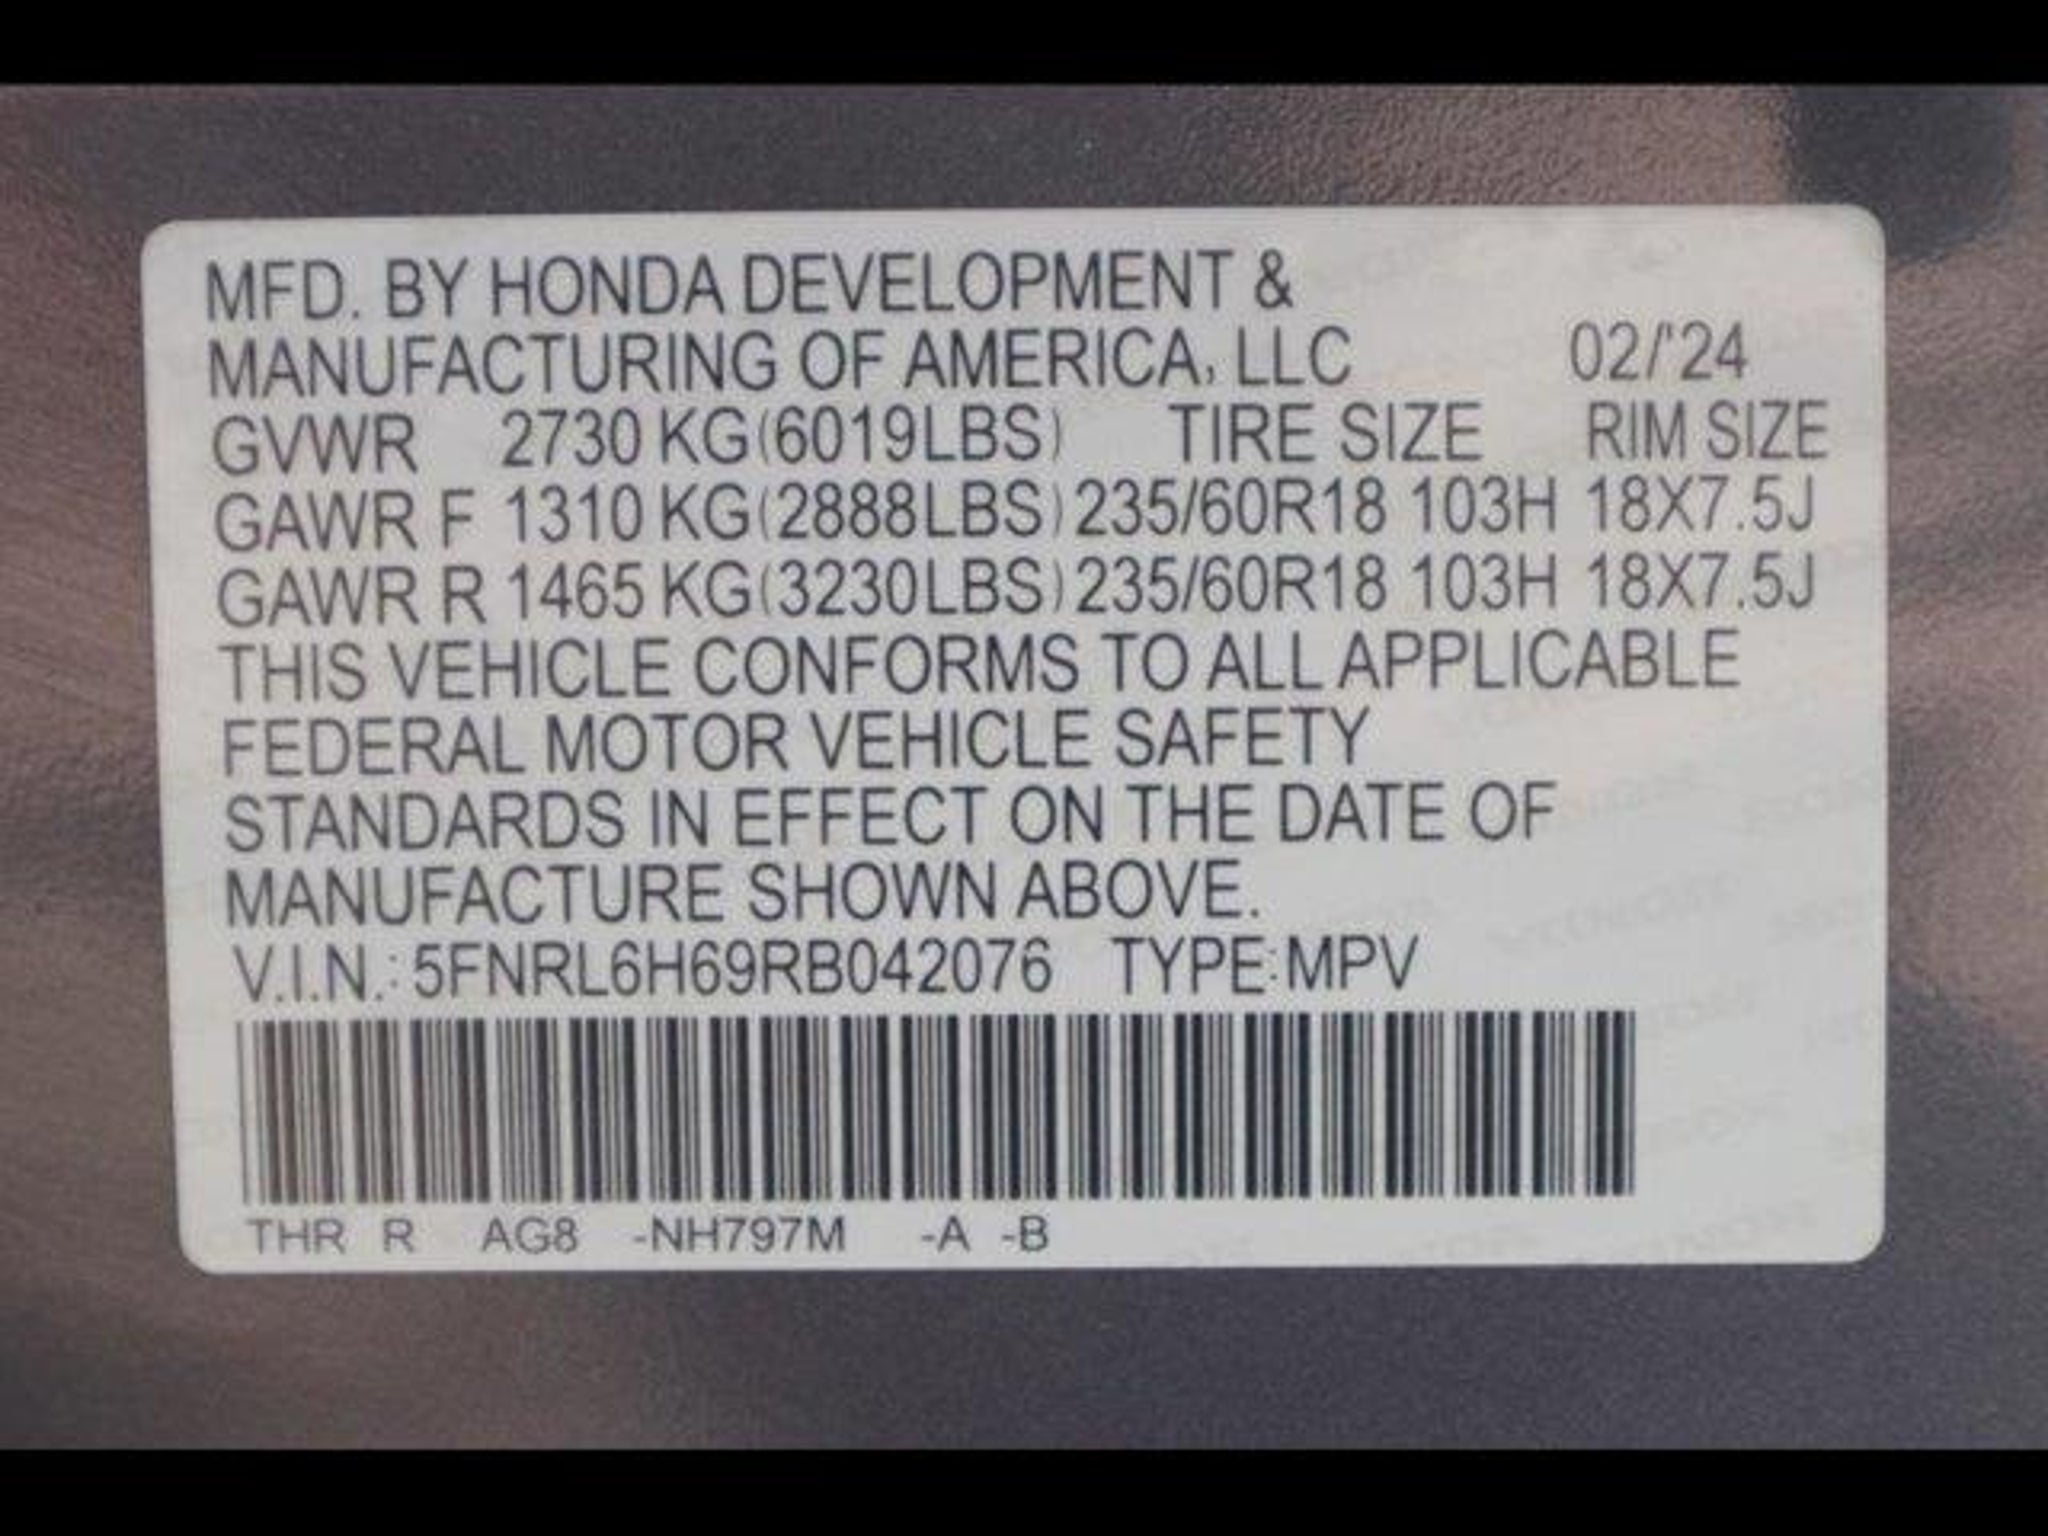 MFD. BY HONDA DEVELOPMENT &
MANUFACTURING OF AMERICA, LLC 02/'24
GVWR 2730 KG(6019LBS) TIRE SIZE RIM SIZE
GAWR F 1310 KG(2888LBS) 235/60R18 103H 18X7.5J
GAWR R 1465 KG(3230LBS) 235/60R18 103H 18X7.5J
THIS VEHICLE CONFORMS TO ALL APPLICABLE
FEDERAL MOTOR VEHICLE SAFETY
STANDARDS IN EFFECT ON THE DATE OF
MANUFACTURE SHOWN ABOVE.
V.I.N.: 5FNRL6H69RB042076 TYPE:MPV
THR R AG8 -NH797M -A -B